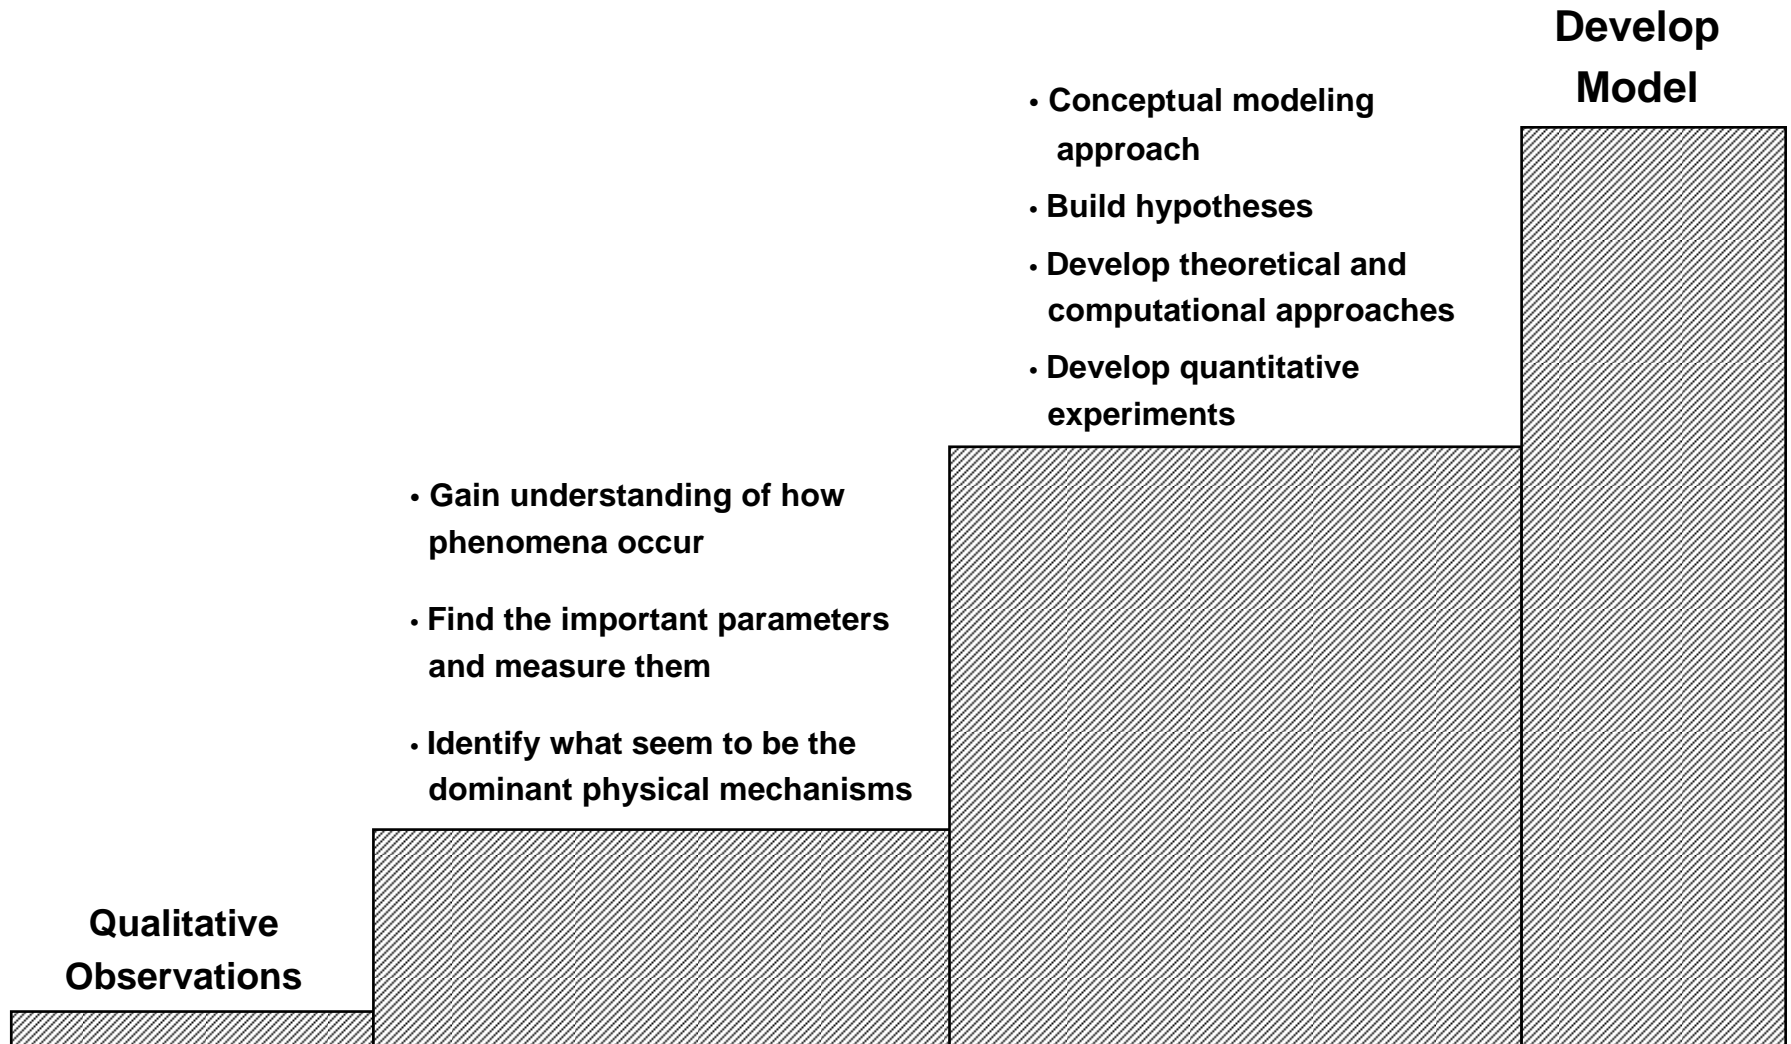 Develop
Model
• Conceptual modeling
approach
• Build hypotheses
• Develop theoretical and
computational approaches
• Develop quantitative
experiments
• Gain understanding of how
phenomena occur
• Find the important parameters
and measure them
• Identify what seem to be the
dominant physical mechanisms
Qualitative
Observations